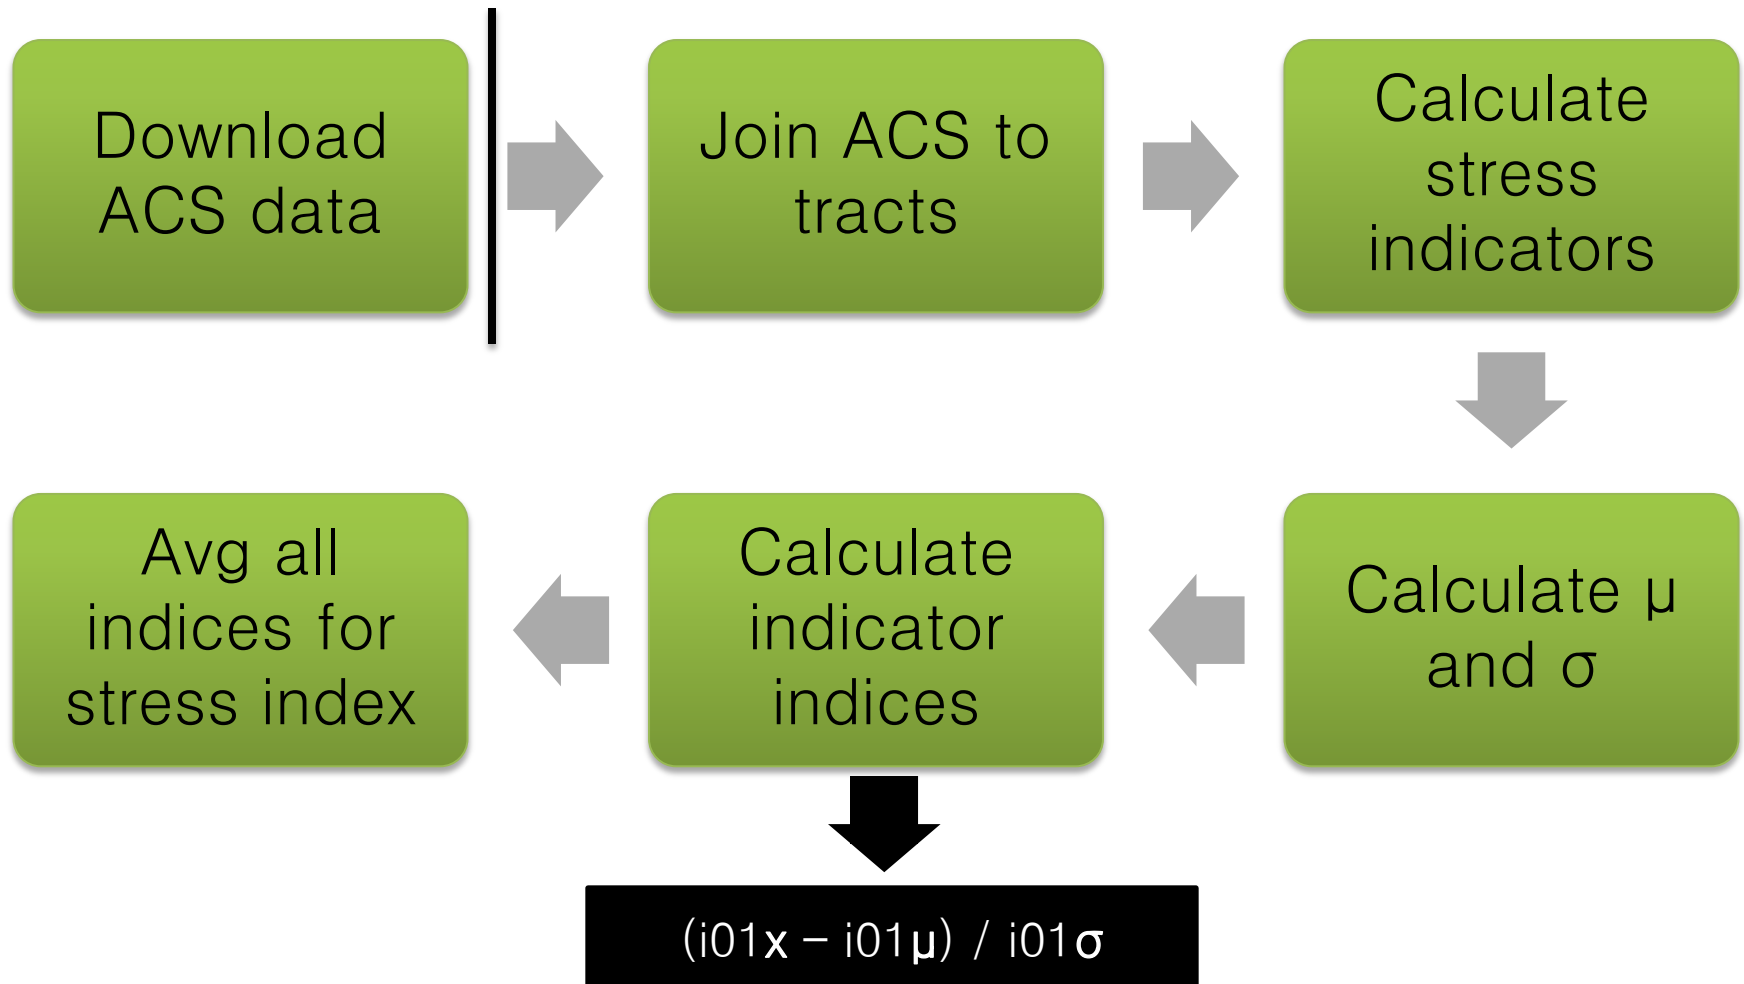 Download
ACS data
Join ACS to
tracts
Calculate
stress
indicators
Calculate μ
and σ
Calculate
indicator
indices
Avg all
indices for
stress index
(i01x – i01μ) / i01σ